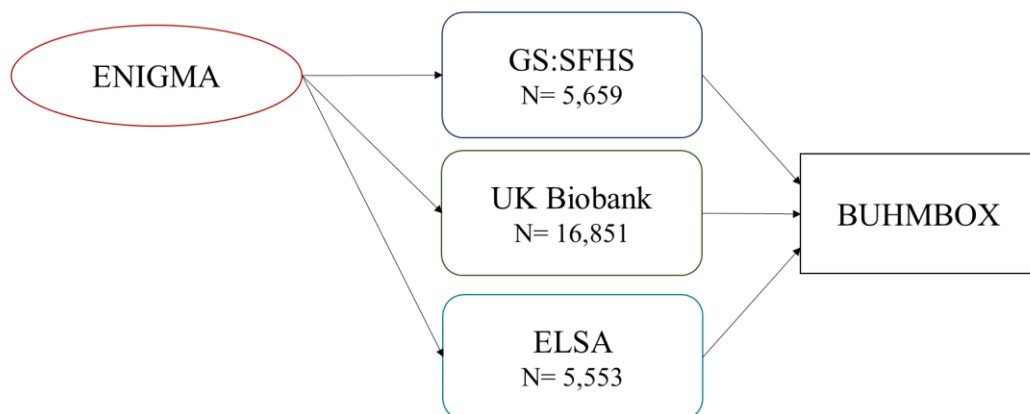 ENIGMA
GS:SFHS
N= 5,659
UK Biobank
N= 16,851
ELSA
N= 5,553
BUHMBOX